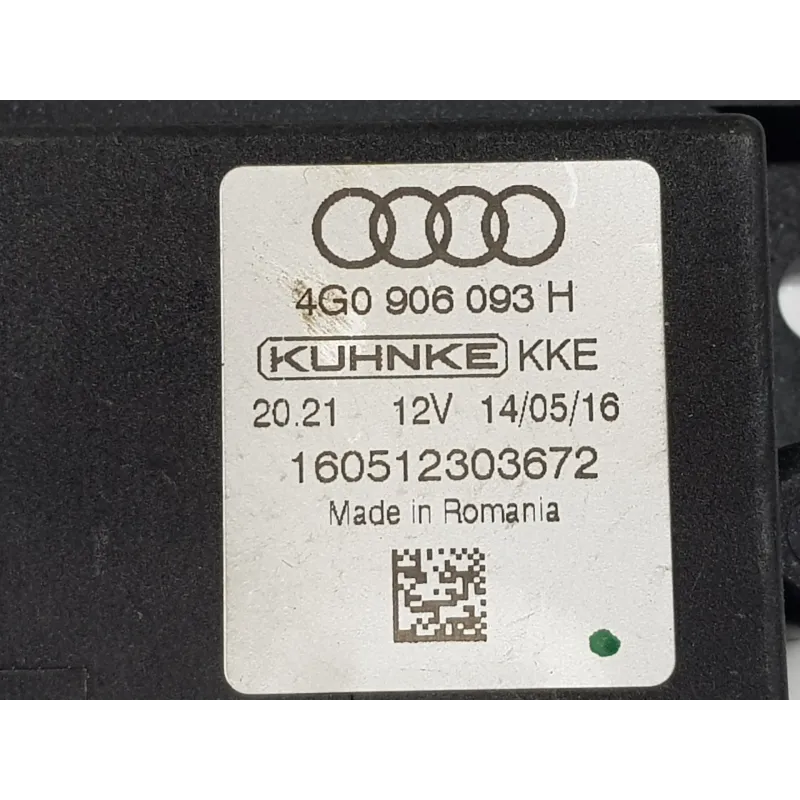 4G0 906 093 H
KUHNKE KKE
20.21 12V 14/05/16
160512303672
Made in Romania